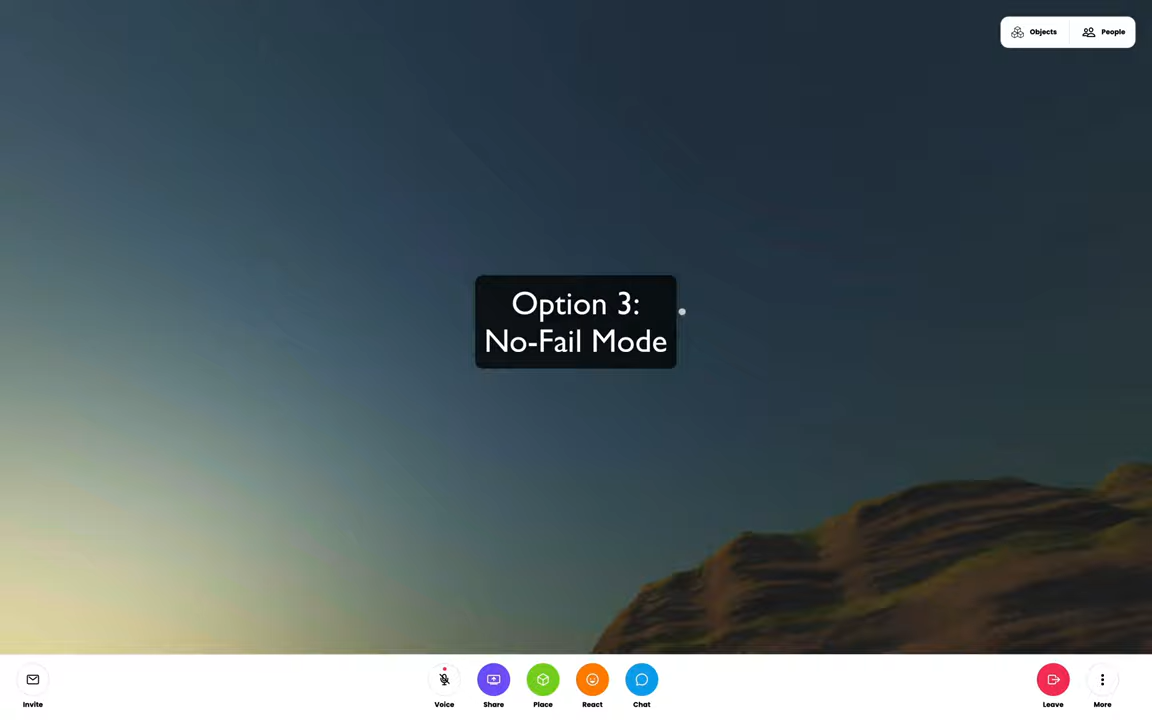 Objects
People
Option 3:
No-Fail Mode
Invite
Voice
Share
Place
React
Chat
Leave
More